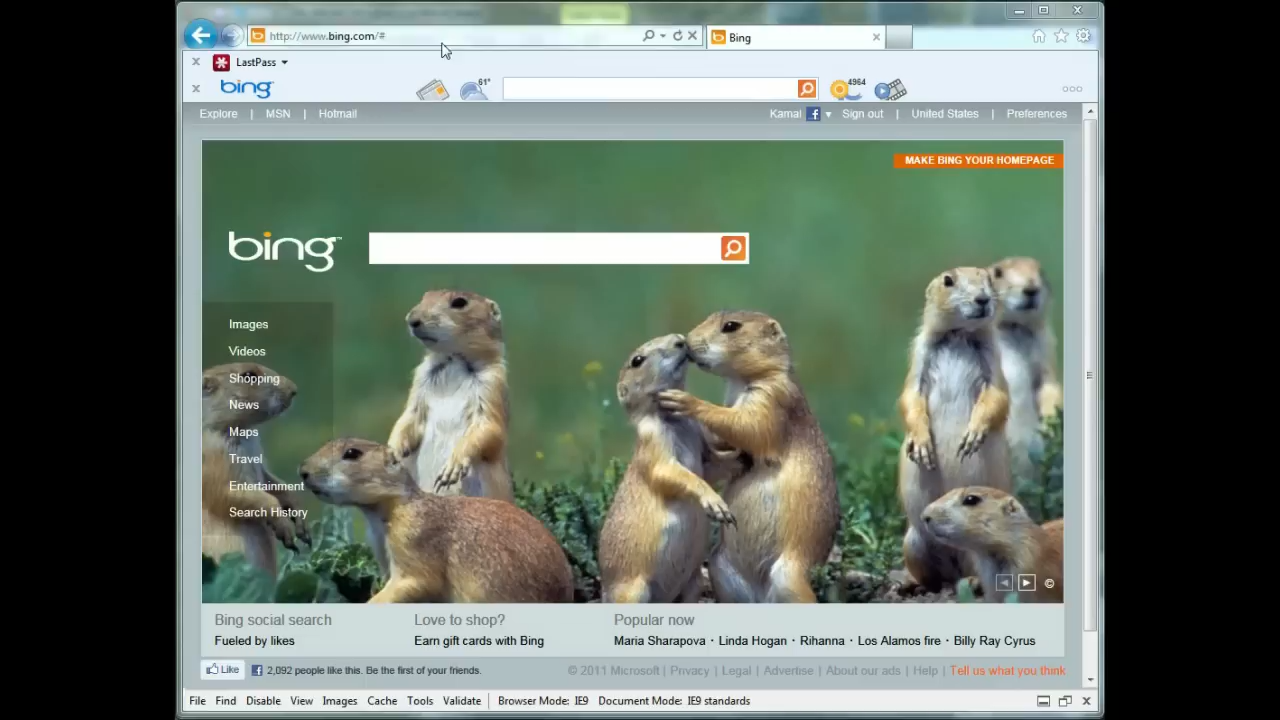 http://www.bing.com/#
Bing
LastPass
bing
61°
4964
Explore | MSN | Hotmail
Kamal f Sign out | United States | Preferences
MAKE BING YOUR HOMEPAGE
bing™
Images
Videos
Shopping
News
Maps
Travel
Entertainment
Search History
©
Bing social search
Fueled by likes
Love to shop?
Earn gift cards with Bing
Popular now
Maria Sharapova · Linda Hogan · Rihanna · Los Alamos fire · Billy Ray Cyrus
Like
f 2,092 people like this. Be the first of your friends.
© 2011 Microsoft | Privacy | Legal | Advertise | About our ads | Help | Tell us what you think
File Find Disable View Images Cache Tools Validate | Browser Mode: IE9 Document Mode: IE9 standards